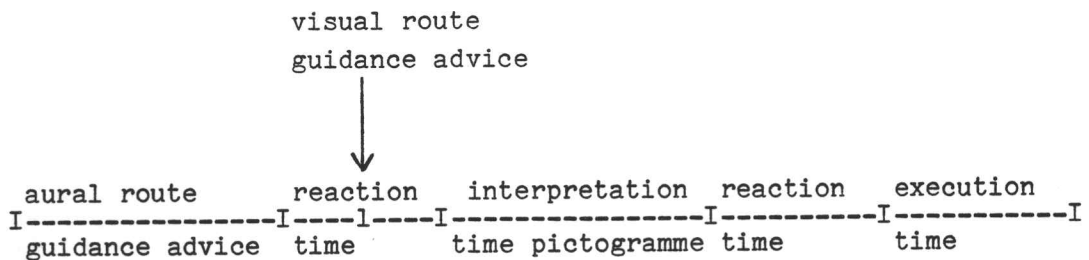 visual route
guidance advice
aural route reaction interpretation reaction execution
I----------------I----l----I----------------I----------I-----------I
guidance advice time time pictogramme time time